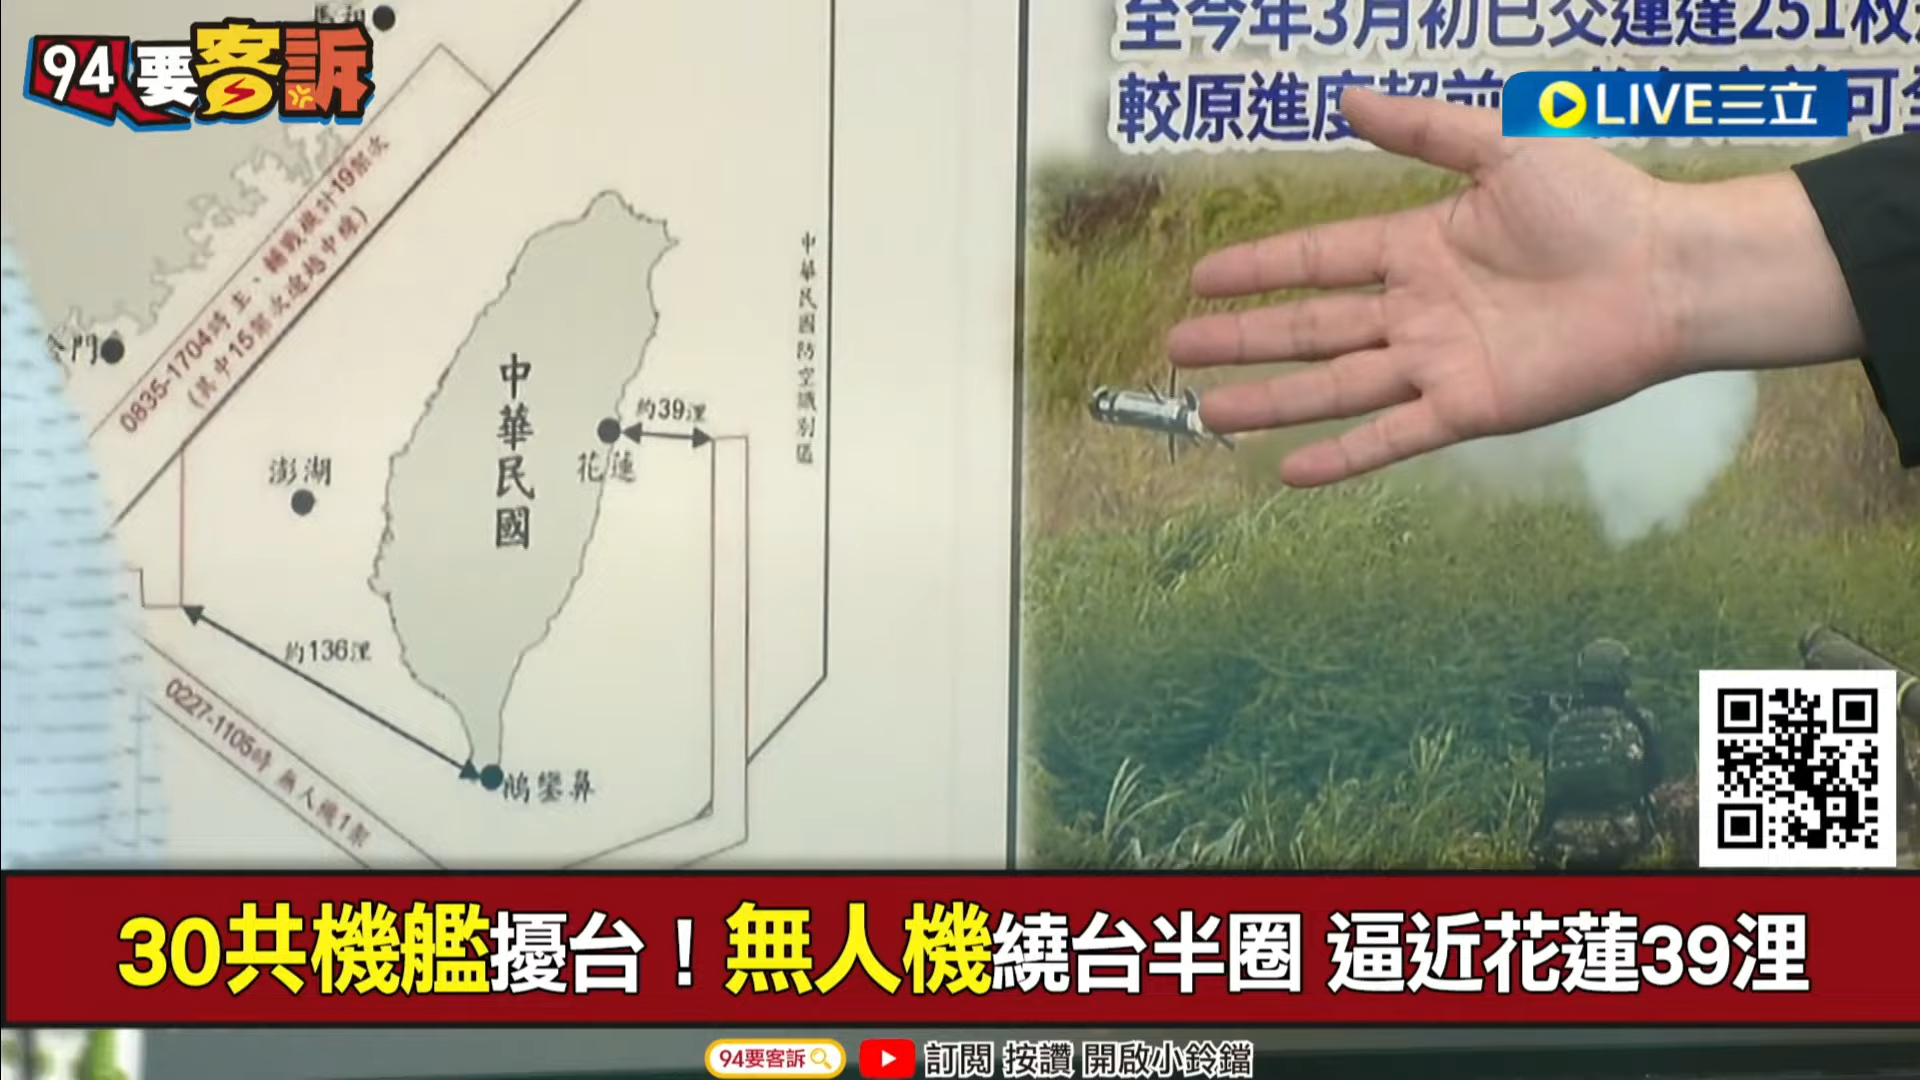 94要客訴
至今年3月初已交運達251枚
較原進度超前
LIVE三立
可
0835-1704時 主、輔戰機計19架次
(其中15架次逾越中線)
金門
澎湖
中華民國
約39浬
花蓮
中華民國防空識別區
約136浬
0227-1105時 無人機1架
鵝鑾鼻
30共機艦擾台！無人機繞台半圈 逼近花蓮39浬
94要客訴
訂閱 按讚 開啟小鈴鐺